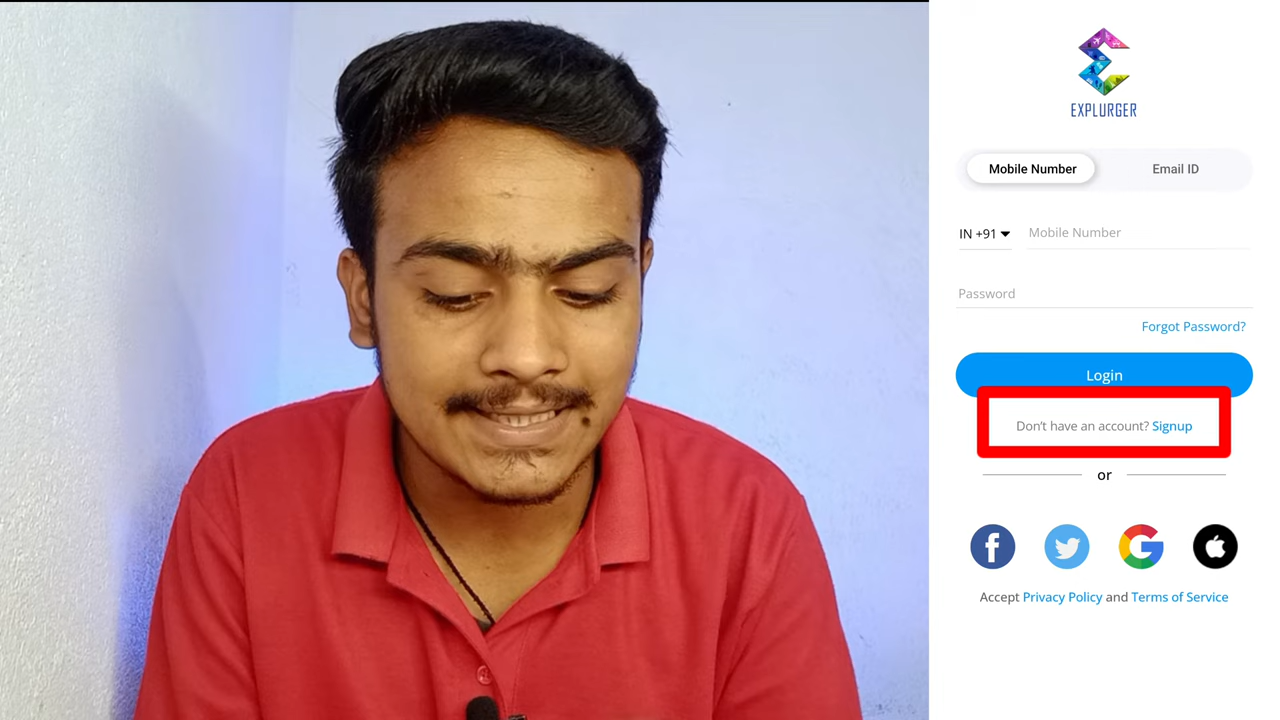 EXPLURGER
Mobile Number Email ID
IN +91 Mobile Number
Password
Forgot Password?
Login
Don't have an account? Signup
or
Accept Privacy Policy and Terms of Service